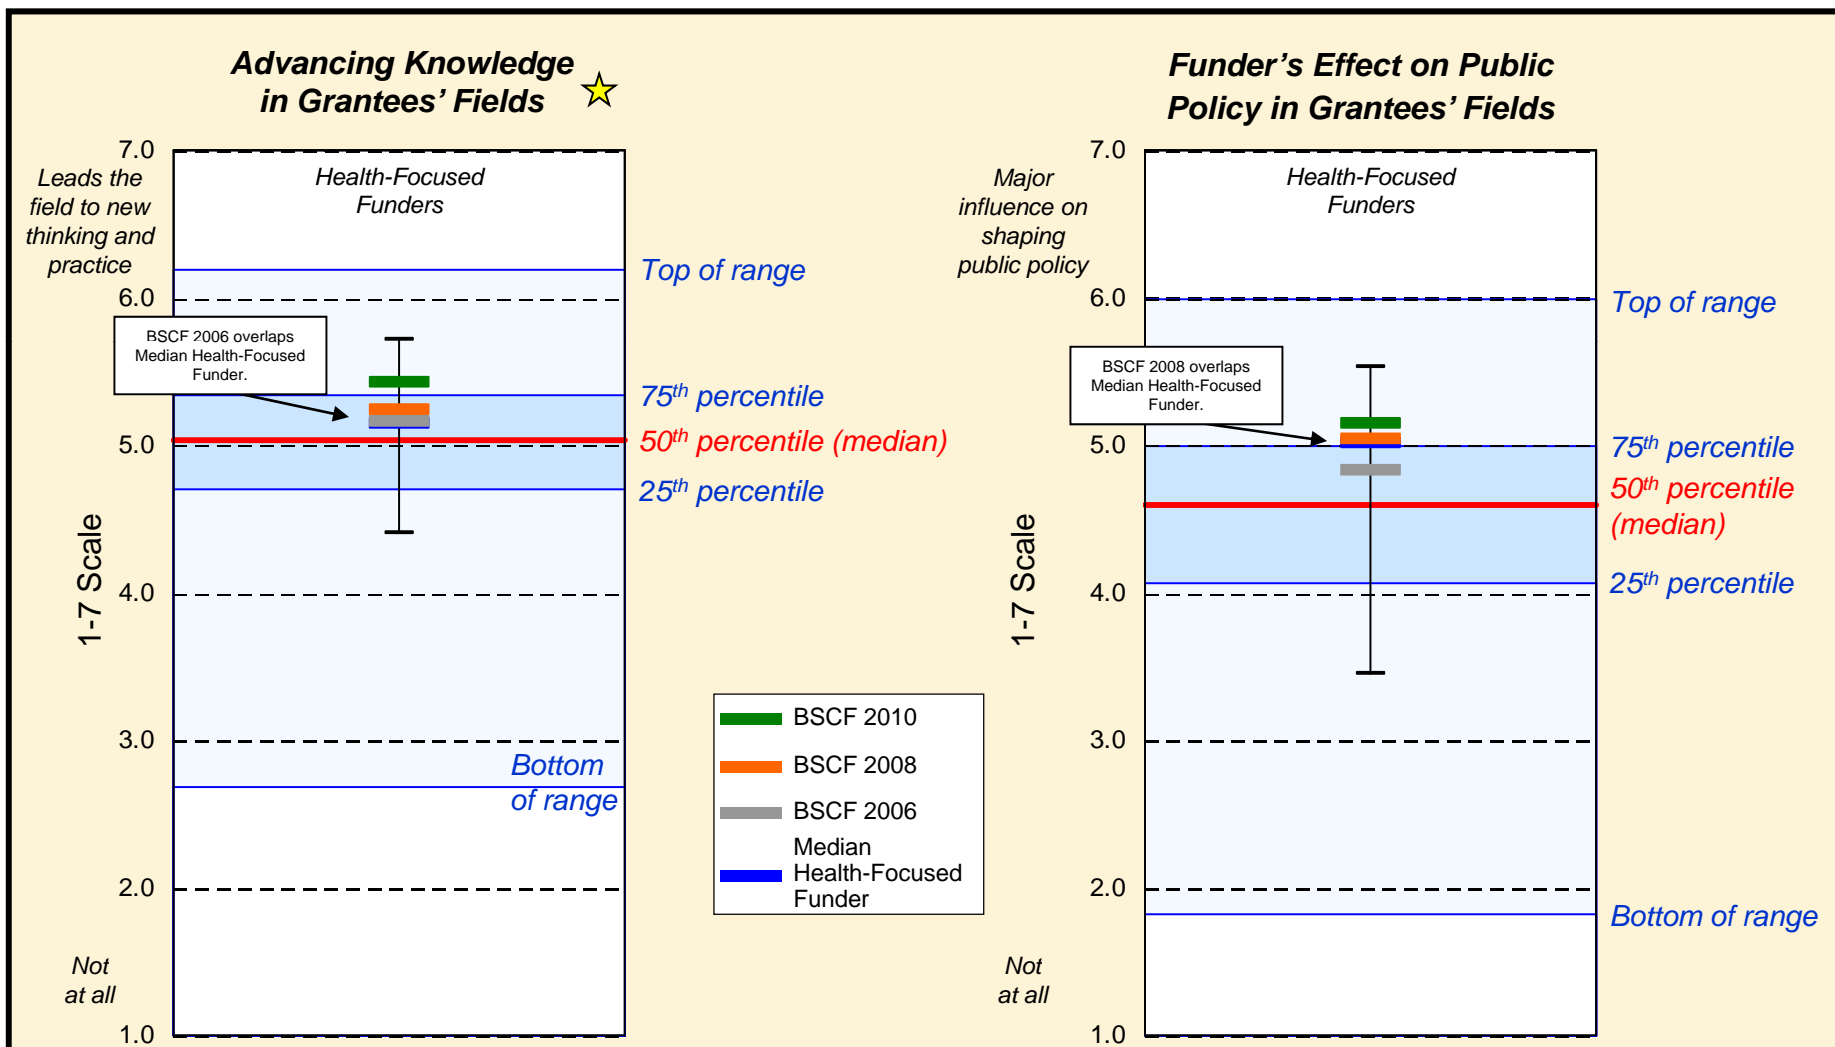 Advancing Knowledge
in Grantees’ Fields
7.0
Leads the
field to new
thinking and
practice
Health-Focused
Funders
Top of range
6.0
BSCF 2006 overlaps
Median Health-Focused
Funder.
75th percentile
50th percentile (median)
5.0
25th percentile
1-7 Scale
4.0
3.0
Bottom
of range
2.0
Not
at all
1.0
BSCF 2010
BSCF 2008
BSCF 2006
Median
Health-Focused
Funder
Funder’s Effect on Public
Policy in Grantees’ Fields
7.0
Major
influence on
shaping
public policy
Health-Focused
Funders
6.0
Top of range
BSCF 2008 overlaps
Median Health-Focused
Funder.
5.0
75th percentile
50th percentile
(median)
1-7 Scale
4.0
25th percentile
3.0
2.0
Bottom of range
Not
at all
1.0